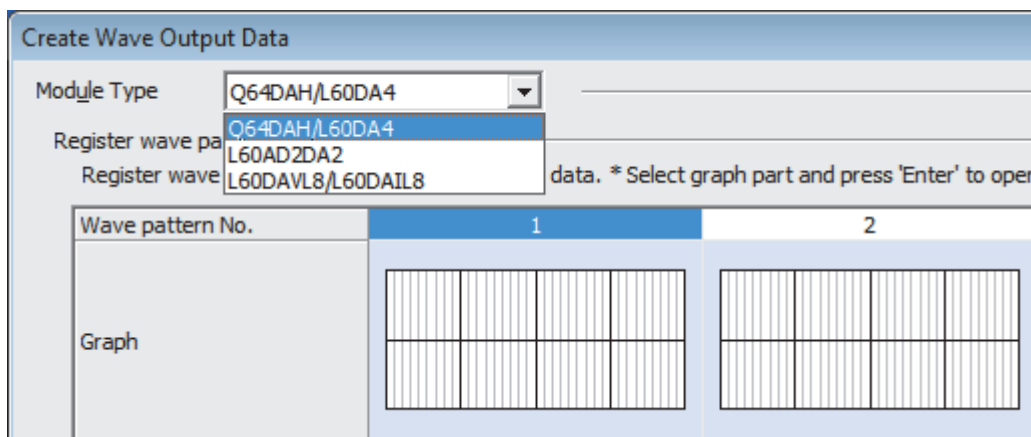 Create Wave Output Data
Module Type Q64DAH/L60DA4
Q64DAH/L60DA4
Register wave pa
L60AD2DA2
Register wave L60DAVL8/L60DAIL8 data. * Select graph part and press 'Enter' to oper
Wave pattern No. 1 2
Graph